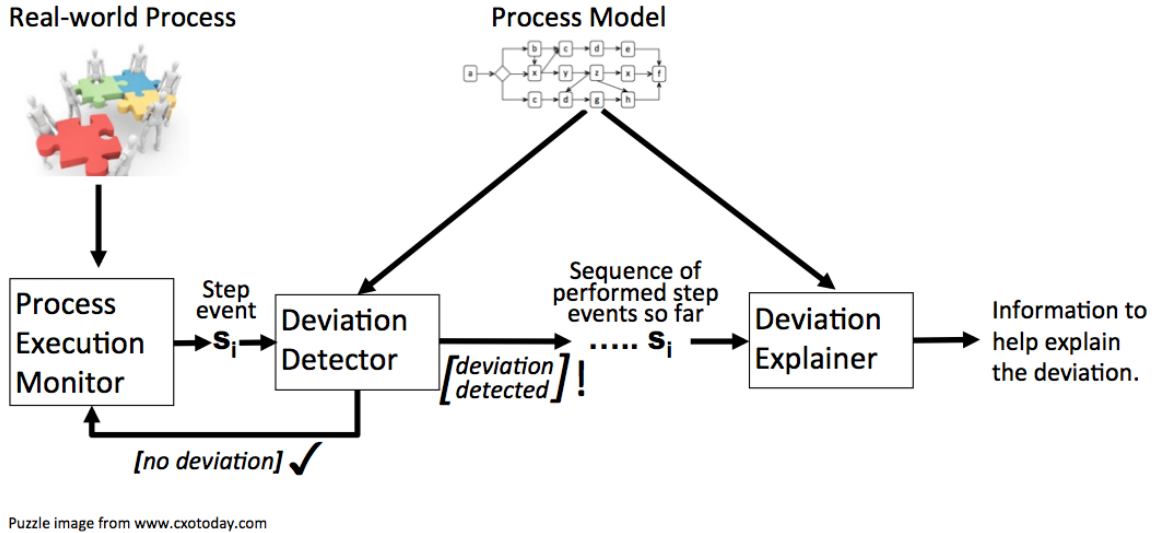 Real-world Process
Process Model
b c d e
a x y z x f
c d g h
Process
Execution
Monitor
Step
event
si
Deviation
Detector
[no deviation] ✓
[deviation
detected] !
Sequence of
performed step
events so far
..... si
Deviation
Explainer
Information to
help explain
the deviation.
Puzzle image from www.cxotoday.com